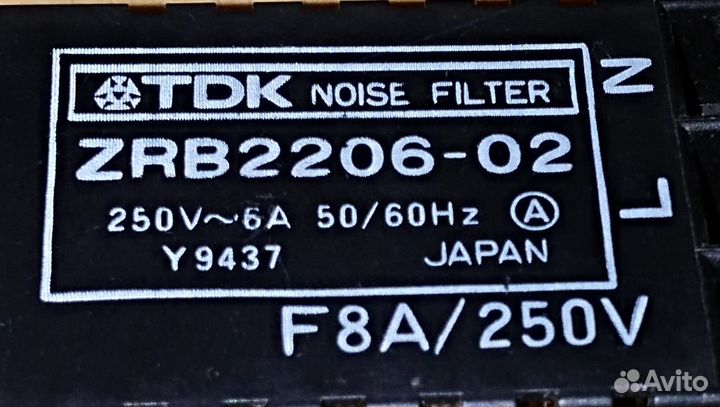 TDK NOISE FILTER
ZRB2206-02
250V~6A 50/60Hz A
Y9437 JAPAN
F8A/250V
N
L
Avito